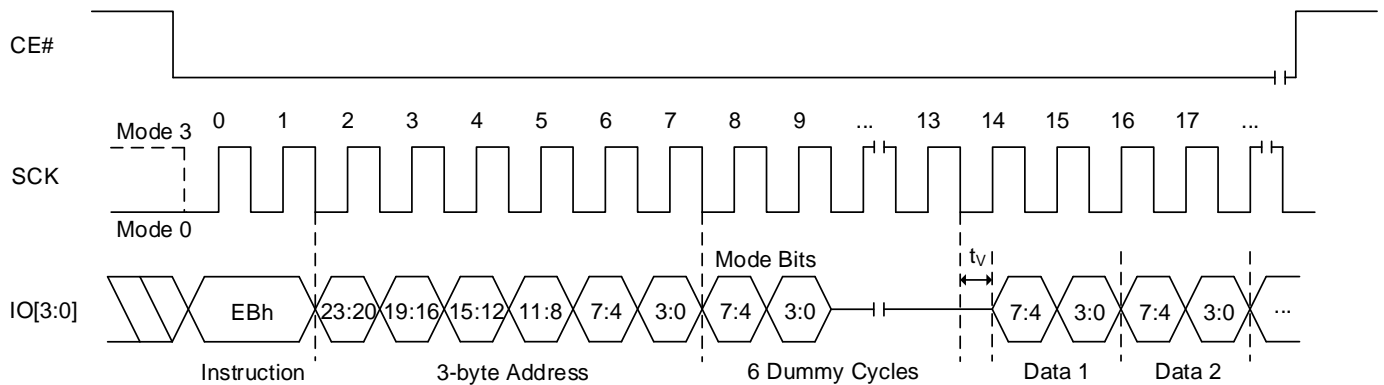 CE#
0 1 2 3 4 5 6 7 8 9 ... 13 14 15 16 17 ...
Mode 3
SCK
Mode 0
Mode Bits tV
IO[3:0] EBh 23:20 19:16 15:12 11:8 7:4 3:0 7:4 3:0 7:4 3:0 7:4 3:0 ...
Instruction 3-byte Address 6 Dummy Cycles Data 1 Data 2